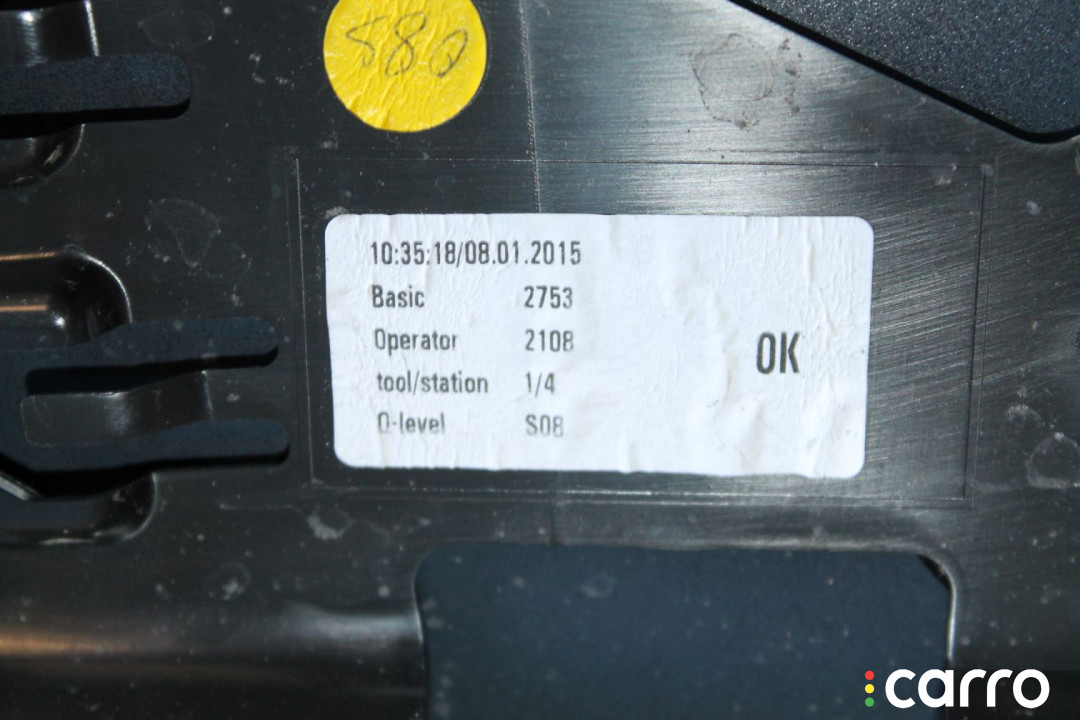 580
10:35:18/08.01.2015
Basic 2753
Operator 2108
tool/station 1/4
Q-level S08
OK
carro